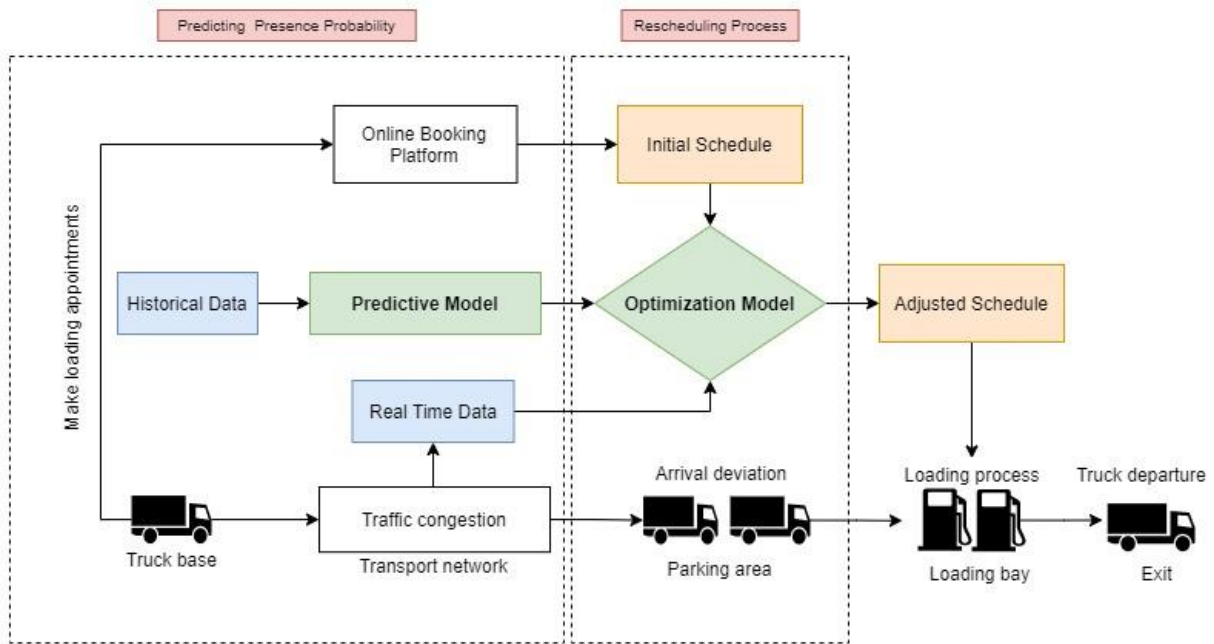 Predicting Presence Probability
Rescheduling Process
Online Booking
Platform
Initial Schedule
Make loading appointments
Historical Data
Predictive Model
Optimization Model
Adjusted Schedule
Real Time Data
Arrival deviation
Loading process
Truck departure
Traffic congestion
Truck base
Transport network
Parking area
Loading bay
Exit